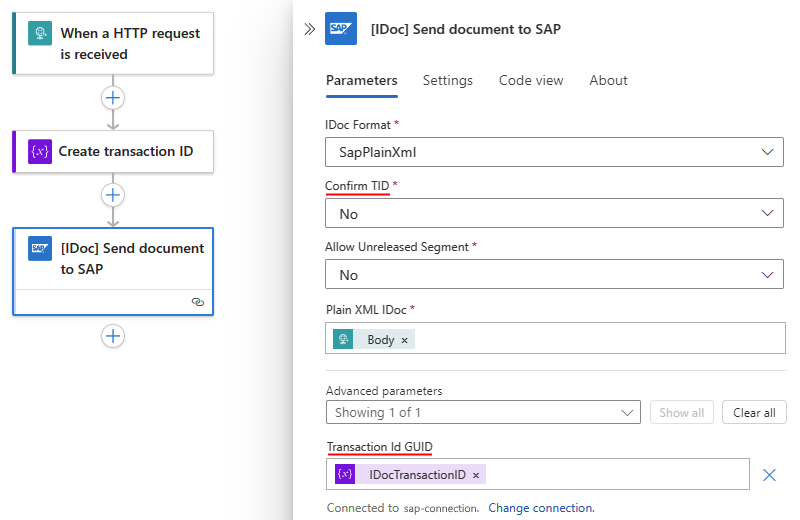 When a HTTP request
is received
{x} Create transaction ID
SAP [IDoc] Send document
to SAP
SAP [IDoc] Send document to SAP
Parameters Settings Code view About
IDoc Format *
SapPlainXml
Confirm TID *
No
Allow Unreleased Segment *
No
Plain XML IDoc *
Body ×
Advanced parameters
Showing 1 of 1 Show all Clear all
Transaction Id GUID
{x} IDocTransactionID ×
Connected to sap-connection. Change connection.